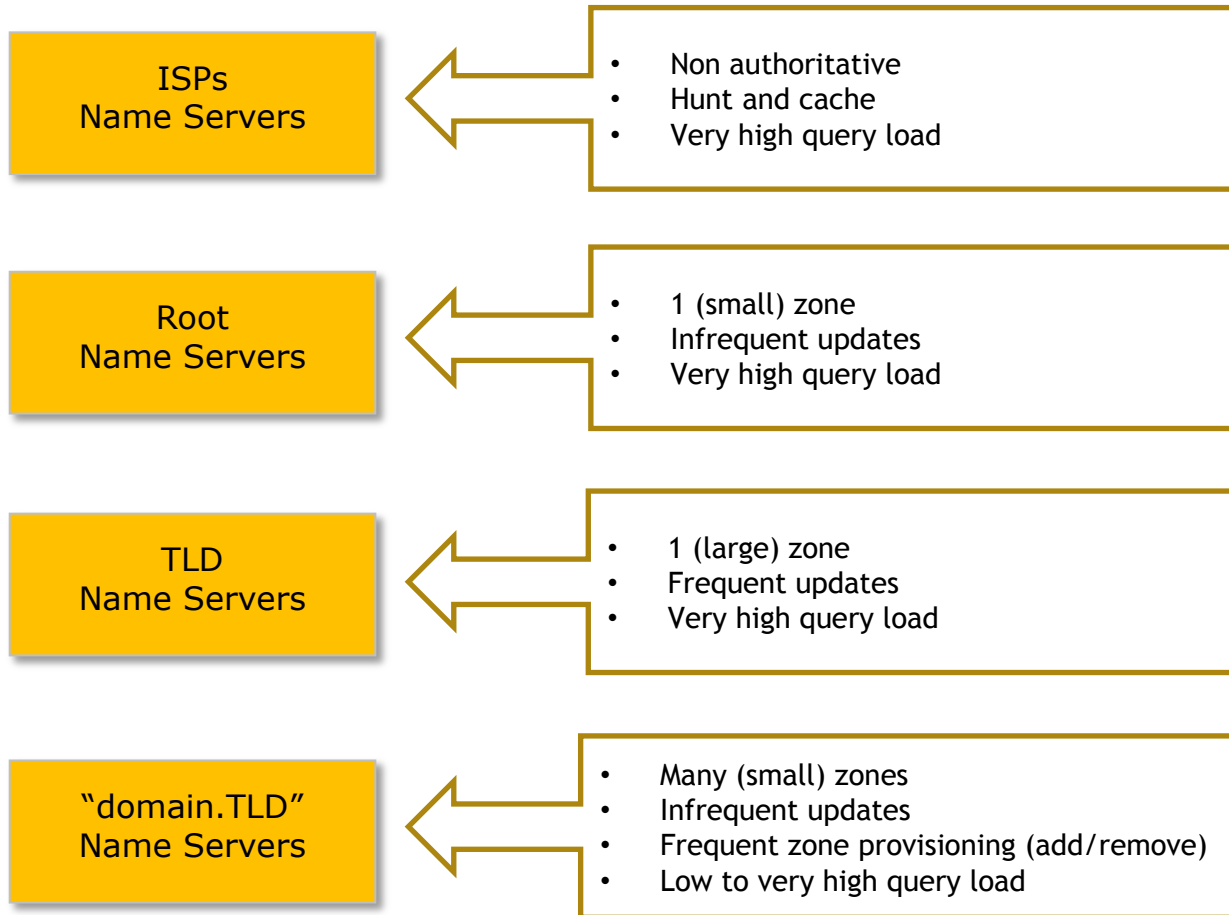 ISPs
Name Servers
• Non authoritative
• Hunt and cache
• Very high query load
Root
Name Servers
• 1 (small) zone
• Infrequent updates
• Very high query load
TLD
Name Servers
• 1 (large) zone
• Frequent updates
• Very high query load
“domain.TLD”
Name Servers
• Many (small) zones
• Infrequent updates
• Frequent zone provisioning (add/remove)
• Low to very high query load